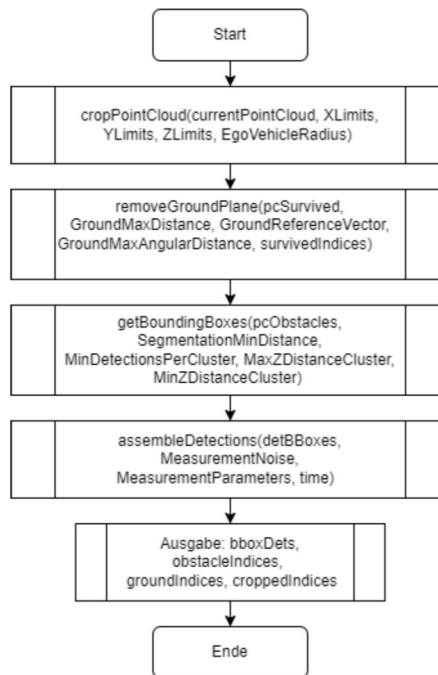 Start
cropPointCloud(currentPointCloud, XLimits,
YLimits, ZLimits, EgoVehicleRadius)
removeGroundPlane(pcSurvived,
GroundMaxDistance, GroundReferenceVector,
GroundMaxAngularDistance, survivedIndices)
getBoundingBoxes(pcObstacles,
SegmentationMinDistance,
MinDetectionsPerCluster, MaxZDistanceCluster,
MinZDistanceCluster)
assembleDetections(detBBoxes,
MeasurementNoise,
MeasurementParameters, time)
Ausgabe: bboxDets,
obstacleIndices,
groundIndices, croppedIndices
Ende